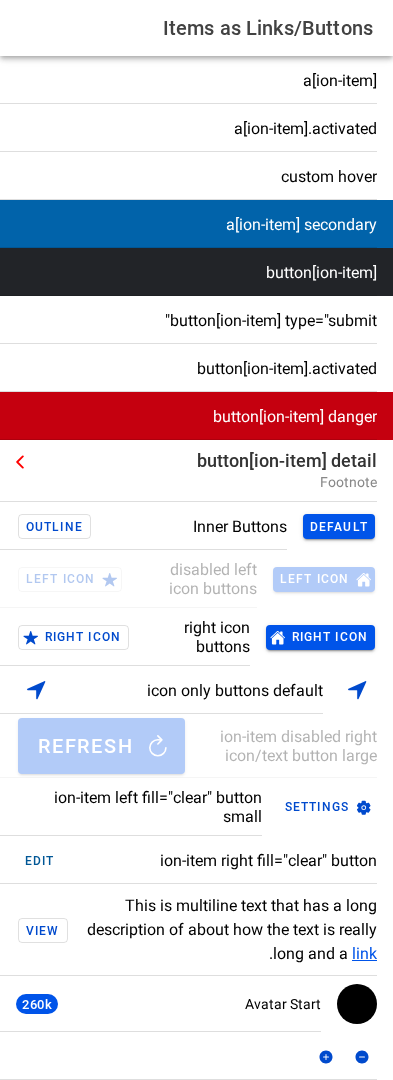 Items as Links/Buttons
a[ion-item]
a[ion-item].activated
custom hover
a[ion-item] secondary
button[ion-item]
"button[ion-item] type="submit
button[ion-item].activated
button[ion-item] danger
button[ion-item] detail
Footnote
OUTLINE Inner Buttons DEFAULT
LEFT ICON disabled left LEFT ICON
icon buttons
RIGHT ICON right icon RIGHT ICON
buttons
icon only buttons default
REFRESH ion-item disabled right
icon/text button large
ion-item left fill="clear" button SETTINGS
small
EDIT ion-item right fill="clear" button
This is multiline text that has a long
VIEW description of about how the text is really
.long and a link
260k Avatar Start